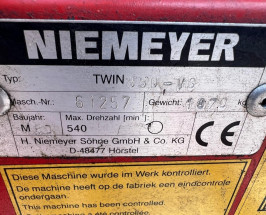 NIEMEYER
Typ: TWIN
Masch.-Nr.: 61257 Gewicht: kg
Baujahr: Max. Drehzahl [min⁻¹]
M 540 CE
H. Niemeyer Söhne GmbH & Co. KG
D-48477 Hörstel
Diese Maschine wurde im Werk kontrolliert.
De machine heeft op de fabriek een eindcontrole
ondergaan.
This machine has been controlled